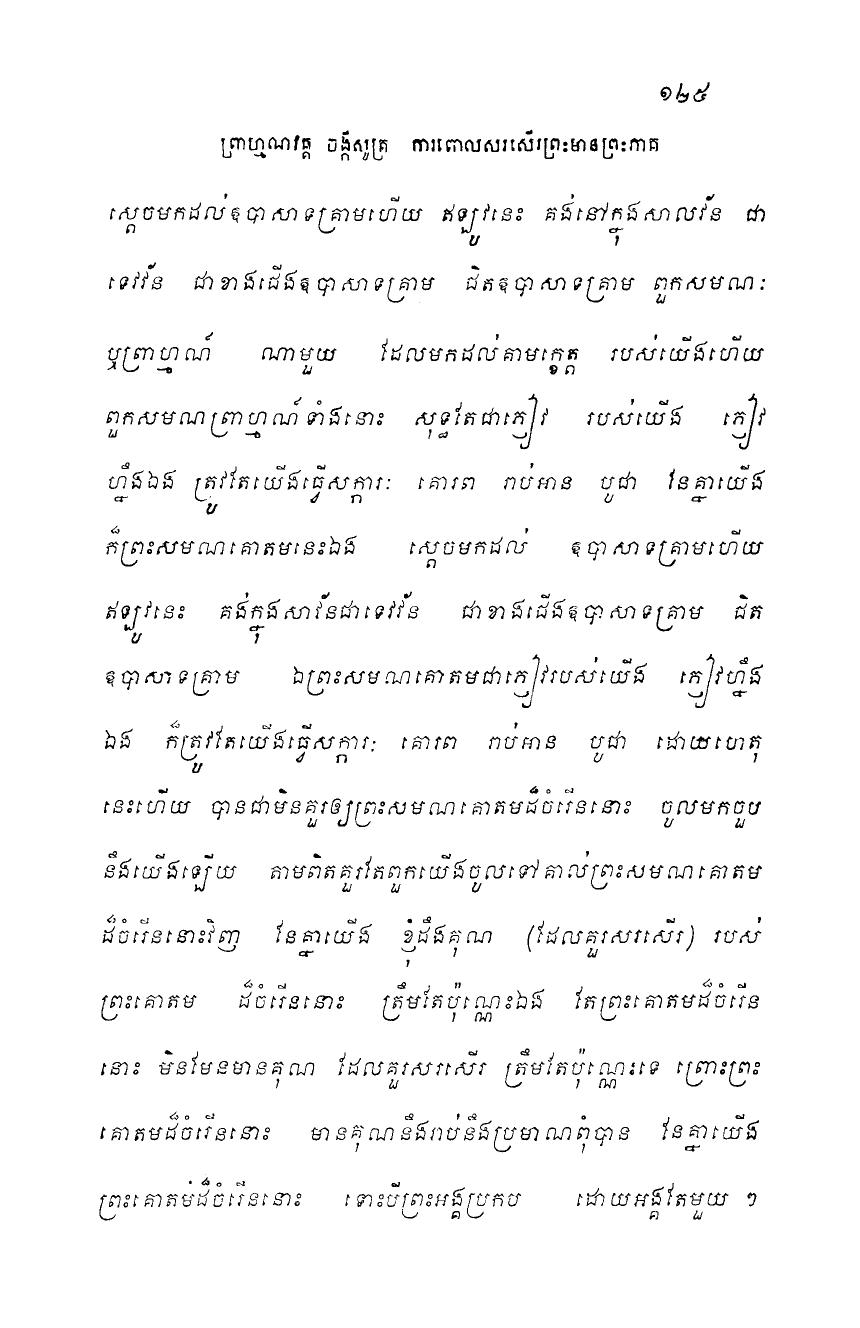 ១២៥
ព្រាហ្មណវគ្គ ចង្កីសូត្រ ការពោលសរសើរព្រះមានព្រះភាគ
ស្តេចមកដល់ឱបាសាទគ្រាមហើយ ឥឡូវនេះ គង់នៅក្នុងសាលវ័ន ជា
ទេវវ័ន ជាខាងជើងឱបាសាទគ្រាម ជិតឱបាសាទគ្រាម ពួកសមណៈ
ឬព្រាហ្មណ៍ ណាមួយ ដែលមកដល់គាមក្ខេត្ត របស់យើងហើយ
ពួកសមណព្រាហ្មណ៍ទាំងនោះ សុទ្ធតែជាភ្ញៀវ របស់យើង ភ្ញៀវ
ហ្នឹងឯង ត្រូវតែយើងធ្វើសក្ការៈ គោរព រាប់អាន បូជា នែគ្នាយើង
ក៏ព្រះសមណគោតមនេះឯង ស្តេចមកដល់ ឱបាសាទគ្រាមហើយ
ឥឡូវនេះ គង់ក្នុងសាវ័នជាទេវវ័ន ជាខាងជើងឱបាសាទគ្រាម ជិត
ឱបាសាទគ្រាម ឯព្រះសមណគោតមជាភ្ញៀវរបស់យើង ភ្ញៀវហ្នឹង
ឯង ក៏ត្រូវតែយើងធ្វើសក្ការៈ គោរព រាប់អាន បូជា ដោយហេតុ
នេះហើយ បានជាមិនគួរឲ្យព្រះសមណគោតមដ៏ចំរើននោះ ចូលមកចួប
នឹងយើងឡើយ តាមពិតគួរតែពួកយើងចូលទៅគាល់ព្រះសមណគោតម
ដ៏ចំរើននោះវិញ នែគ្នាយើង ខ្ញុំដឹងគុណ (ដែលគួរសរសើរ) របស់
ព្រះគោតម ដ៏ចំរើននោះ ត្រឹមតែប៉ុណ្ណេះឯង តែព្រះគោតមដ៏ចំរើន
នោះ មិនមែនមានគុណ ដែលគួរសរសើរ ត្រឹមតែប៉ុណ្ណេះទេ ព្រោះព្រះ
គោតមដ៏ចំរើននោះ មានគុណនឹងរាប់នឹងប្រមាណពុំបាន នែគ្នាយើង
ព្រះគោតមដ៏ចំរើននោះ ទោះបីព្រះអង្គប្រកប ដោយអង្គតែមួយ ៗ